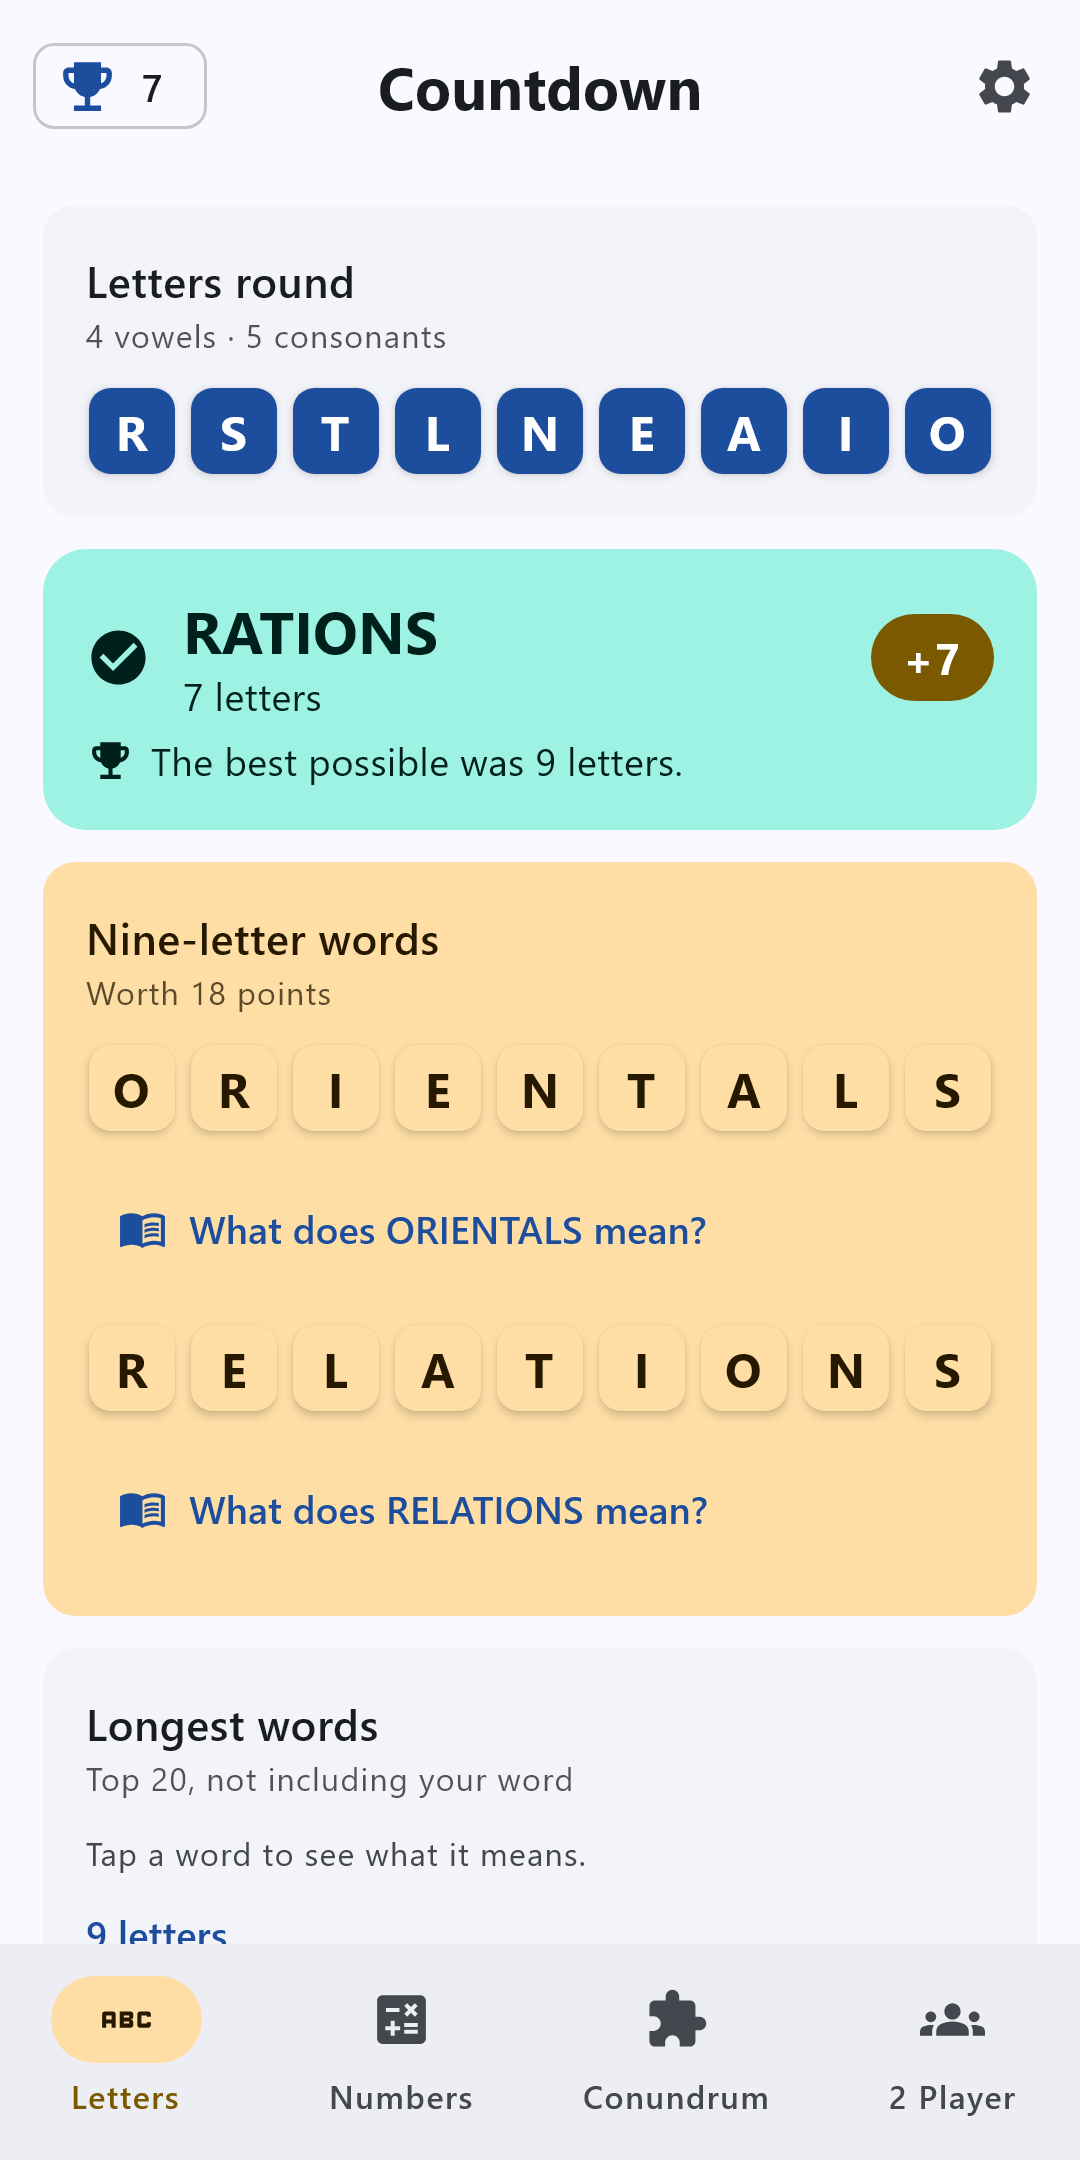 7
Countdown
Letters round
4 vowels · 5 consonants
R S T L N E A I O
RATIONS
+7
7 letters
The best possible was 9 letters.
Nine-letter words
Worth 18 points
O R I E N T A L S
What does ORIENTALS mean?
R E L A T I O N S
What does RELATIONS mean?
Longest words
Top 20, not including your word
Tap a word to see what it means.
9 letters
ABC
Letters
Numbers
Conundrum
2 Player